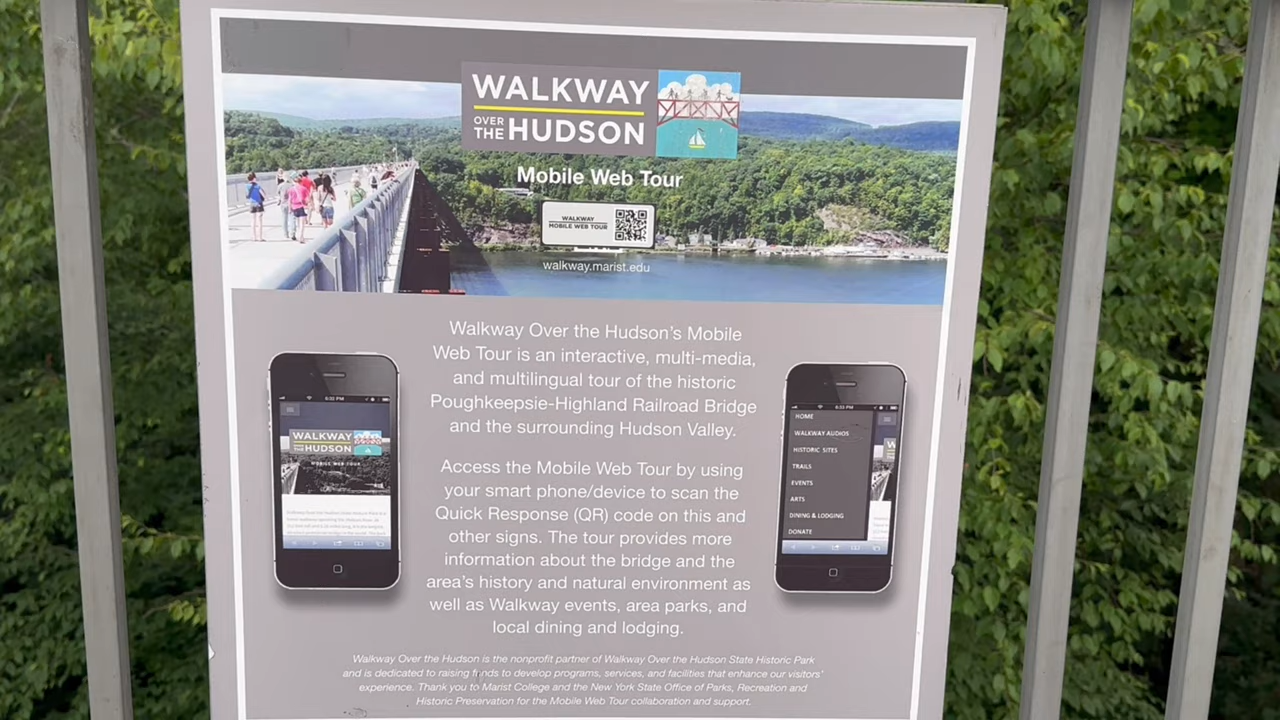 WALKWAY
OVER THE HUDSON
Mobile Web Tour
WALKWAY
MOBILE WEB TOUR
walkway.marist.edu
Walkway Over the Hudson's Mobile
Web Tour is an interactive, multi-media,
and multilingual tour of the historic
Poughkeepsie-Highland Railroad Bridge
and the surrounding Hudson Valley.
Access the Mobile Web Tour by using
your smart phone/device to scan the
Quick Response (QR) code on this and
other signs. The tour provides more
information about the bridge and the
area's history and natural environment as
well as Walkway events, area parks, and
local dining and lodging.
WALKWAY
OVER THE HUDSON
MOBILE WEB TOUR
HOME
WALKWAY AUDIOS
HISTORIC SITES
TRAILS
EVENTS
ARTS
DINING & LODGING
DONATE
Walkway Over the Hudson is the nonprofit partner of Walkway Over the Hudson State Historic Park
and is dedicated to raising funds to develop programs, services, and facilities that enhance our visitors'
experience. Thank you to Marist College and the New York State Office of Parks, Recreation and
Historic Preservation for the Mobile Web Tour collaboration and support.